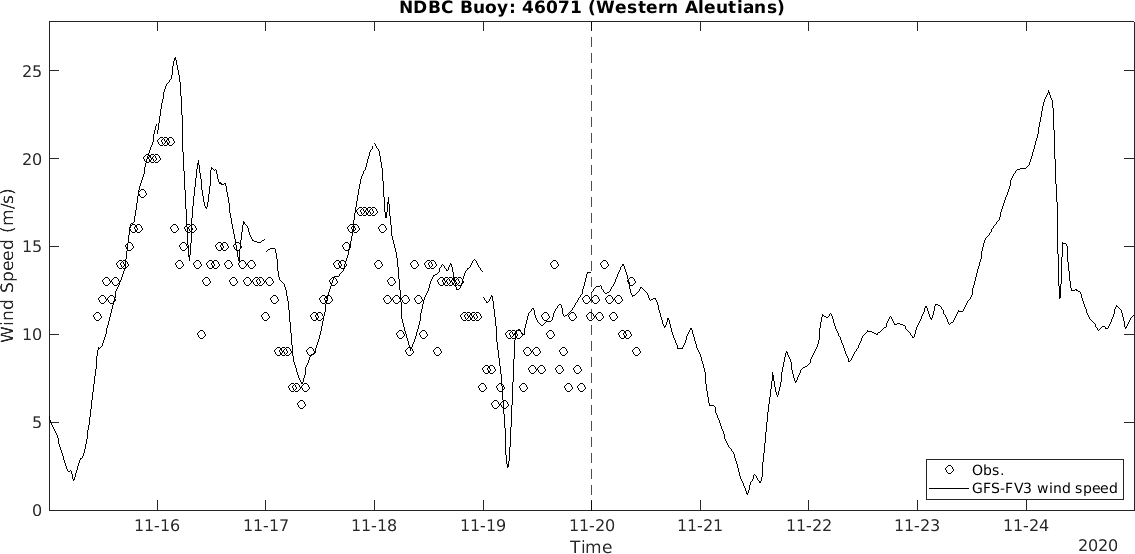 NDBC Buoy: 46071 (Western Aleutians)
Wind Speed (m/s)
25
20
15
10
5
0
11-16 11-17 11-18 11-19 11-20 11-21 11-22 11-23 11-24
Time
2020
Obs.
GFS-FV3 wind speed